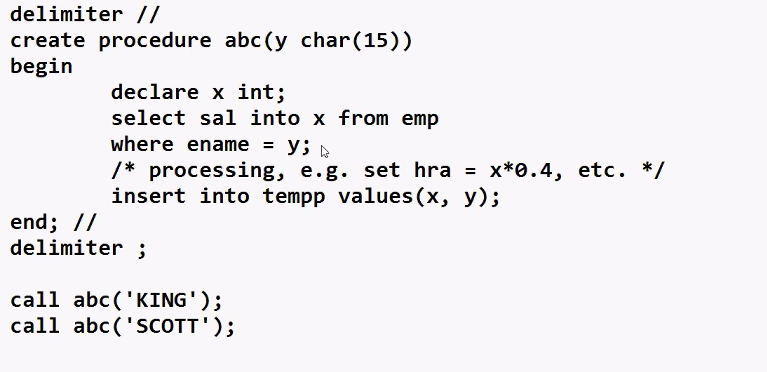 delimiter //
create procedure abc(y char(15))
begin
declare x int;
select sal into x from emp
where ename = y;
/* processing, e.g. set hra = x*0.4, etc. */
insert into tempp values(x, y);
end; //
delimiter ;
call abc('KING');
call abc('SCOTT');